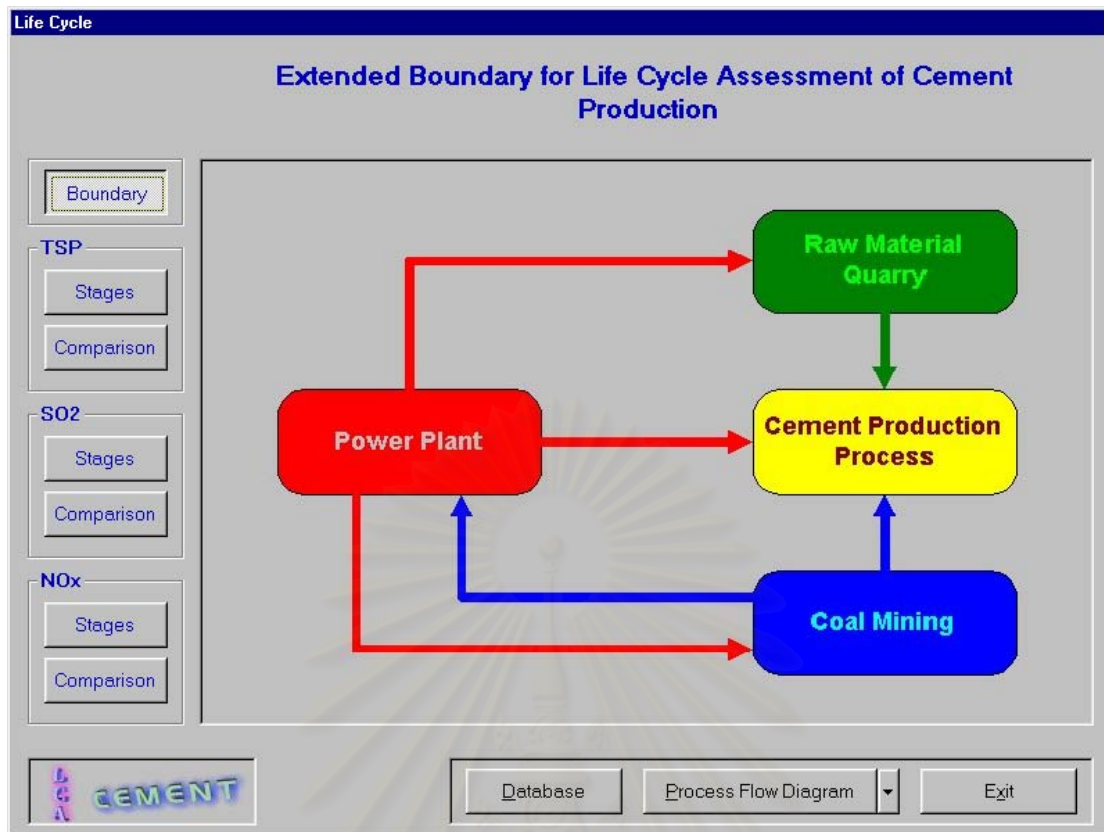 Life Cycle
Extended Boundary for Life Cycle Assessment of Cement
Production
Boundary
TSP
Stages
Comparison
SO2
Stages
Comparison
NOx
Stages
Comparison
Raw Material
Quarry
Power Plant
Cement Production
Process
Coal Mining
LCA
CEMENT
Database
Process Flow Diagram
Exit